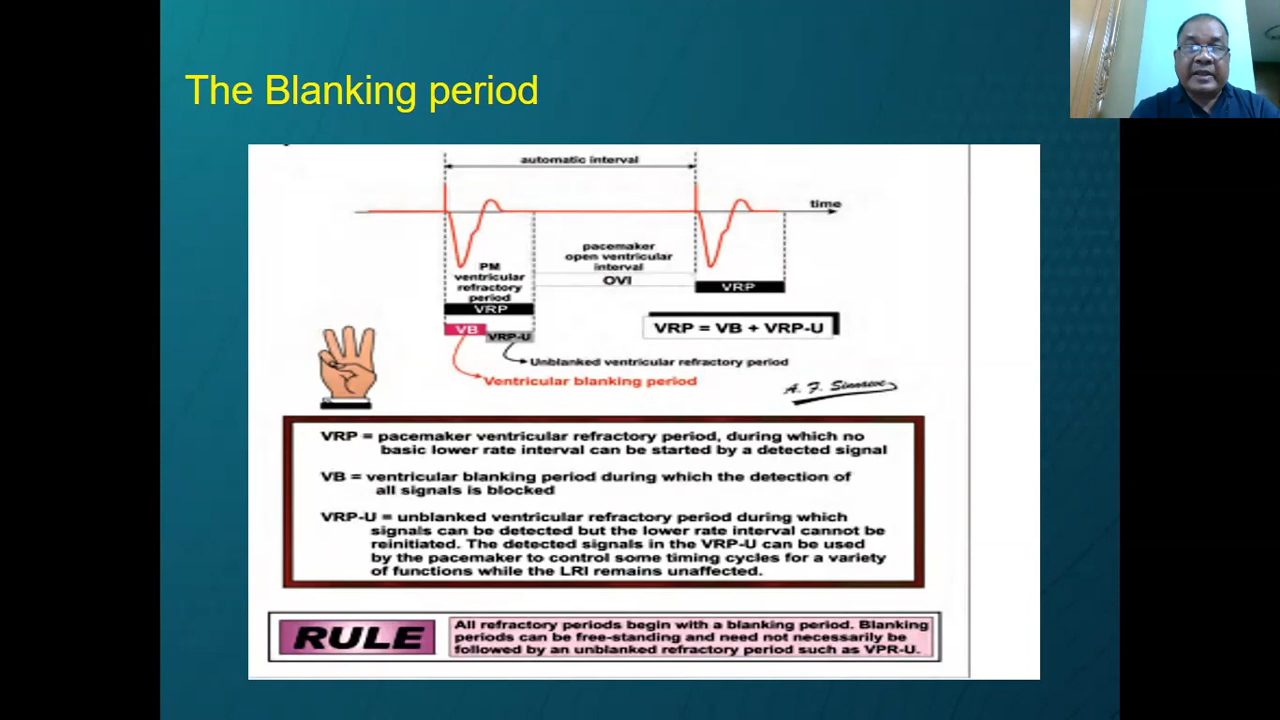 The Blanking period
automatic interval
time
pacemaker
open ventricular
interval
OVI
PM
ventricular
refractory
period
VRP
VRP
VB
VRP-U
VRP = VB + VRP-U
Unblanked ventricular refractory period
Ventricular blanking period
A. F. Sinnaeve
VRP = pacemaker ventricular refractory period, during which no
basic lower rate interval can be started by a detected signal
VB = ventricular blanking period during which the detection of
all signals is blocked
VRP-U = unblanked ventricular refractory period during which
signals can be detected but the lower rate interval cannot be
reinitiated. The detected signals in the VRP-U can be used
by the pacemaker to control some timing cycles for a variety
of functions while the LRI remains unaffected.
RULE
All refractory periods begin with a blanking period. Blanking
periods can be free-standing and need not necessarily be
followed by an unblanked refractory period such as VPR-U.